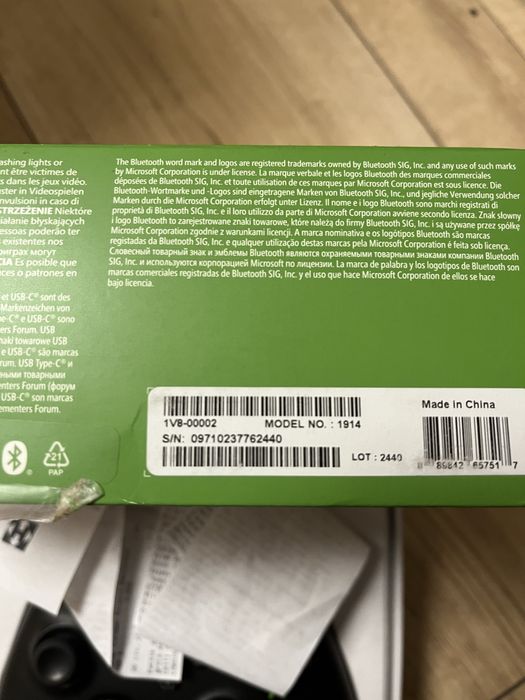 ashing lights or
nt être victimes de
s dans les jeux vidéo.
ster in Videospielen
nvulsioni in caso di
STRZEŻENIE Niektóre
ialanie błyskających
essoas poderão ter
existentes nos
играх могут
CIA Es posible que
ces o patrones en
et USB-C® sont des
Markenzeichen von
e-C® e USB-C® sono
ers Forum. USB
naki towarowe USB
e USB-C® são marcas
rum. USB Type-C® и
ными товарными
nters Forum (форум
USB-C® son marcas
ementers Forum.
The Bluetooth word mark and logos are registered trademarks owned by Bluetooth SIG, Inc. and any use of such marks
by Microsoft Corporation is under license. La marque verbale et les logos Bluetooth des marques commerciales
déposées de Bluetooth SIG, Inc. et toute utilisation de ces marques par Microsoft Corporation est sous licence. Die
Bluetooth-Wortmarke und -Logos sind eingetragene Marken von Bluetooth SIG, Inc., und jegliche Verwendung solcher
Marken durch die Microsoft Corporation erfolgt unter Lizenz. Il nome e i logo Bluetooth sono marchi registrati di
proprietà di Bluetooth SIG, Inc. e il loro utilizzo da parte di Microsoft Corporation avviene secondo licenza. Znak słowny
i logo Bluetooth to zarejestrowane znaki towarowe, które należą do firmy Bluetooth SIG, Inc. i są używane przez spółkę
Microsoft Corporation zgodnie z warunkami licencji. A marca nominativa e os logótipos Bluetooth são marcas
registadas da Bluetooth SIG, Inc. e qualquer utilização destas marcas pela Microsoft Corporation é feita sob licença.
Словесный товарный знак и эмблемы Bluetooth являются охраняемыми товарными знаками компании Bluetooth
SIG, Inc. и используются корпорацией Microsoft по лицензии. La marca de palabra y los logotipos de Bluetooth son
marcas comerciales registradas de Bluetooth SIG, Inc. y el uso que hace Microsoft Corporation de ellos se hace
bajo licencia.
21
PAP
1V8-00002 MODEL NO. : 1914
S/N: 09710237762440
LOT : 2440
Made in China
8 89842 65751 7